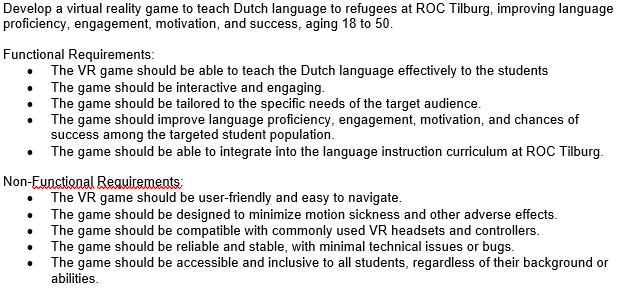 Develop a virtual reality game to teach Dutch language to refugees at ROC Tilburg, improving language
proficiency, engagement, motivation, and success, aging 18 to 50.
Functional Requirements:
• The VR game should be able to teach the Dutch language effectively to the students
• The game should be interactive and engaging.
• The game should be tailored to the specific needs of the target audience.
• The game should improve language proficiency, engagement, motivation, and chances of
success among the targeted student population.
• The game should be able to integrate into the language instruction curriculum at ROC Tilburg.
Non-Functional Requirements:
• The VR game should be user-friendly and easy to navigate.
• The game should be designed to minimize motion sickness and other adverse effects.
• The game should be compatible with commonly used VR headsets and controllers.
• The game should be reliable and stable, with minimal technical issues or bugs.
• The game should be accessible and inclusive to all students, regardless of their background or
abilities.